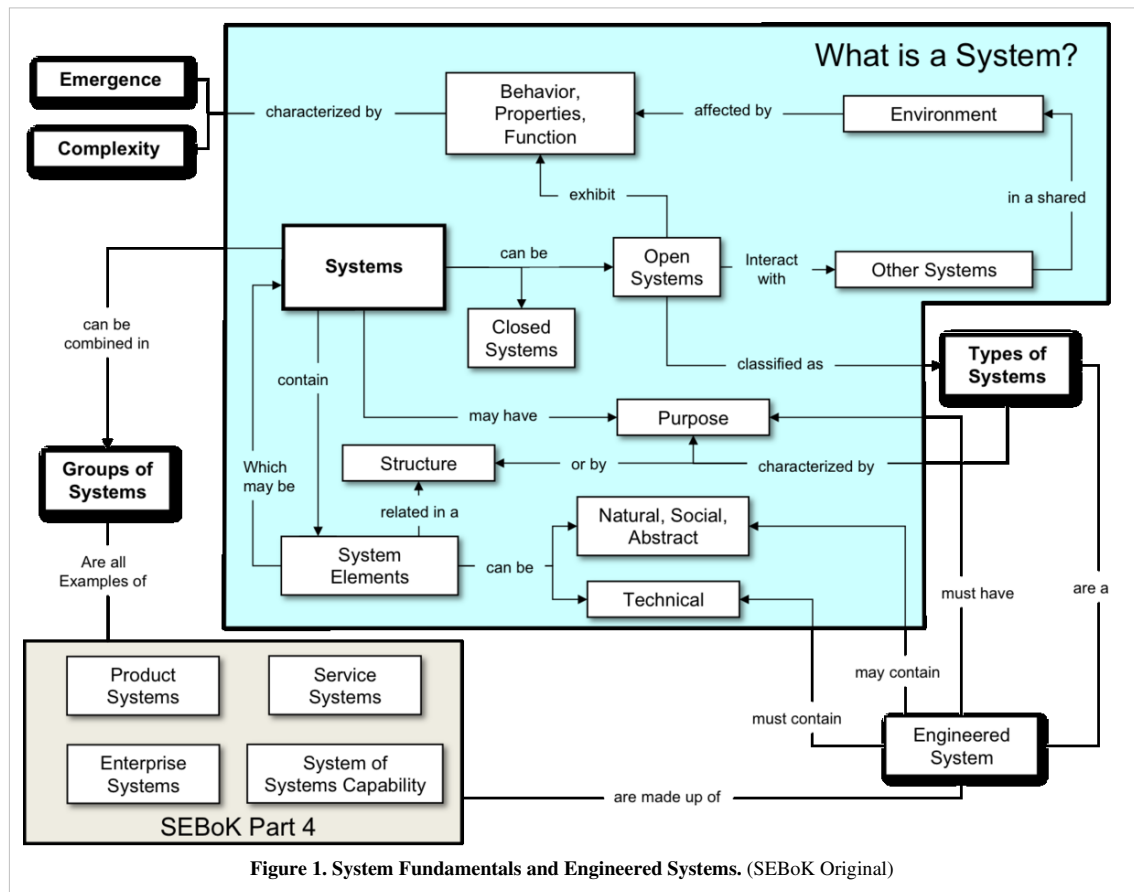 What is a System?
Emergence
Complexity
characterized by
Behavior,
Properties,
Function
affected by
Environment
exhibit
in a shared
Systems
can be
Open
Systems
Interact
with
Other Systems
Closed
Systems
can be
combined in
contain
classified as
Types of
Systems
may have
Purpose
Groups of
Systems
Which
may be
Structure
or by
characterized by
related in a
Natural, Social,
Abstract
Are all
Examples of
System
Elements
can be
Technical
must have
are a
Product
Systems
Service
Systems
may contain
must contain
Engineered
System
Enterprise
Systems
System of
Systems Capability
are made up of
SEBoK Part 4
Figure 1. System Fundamentals and Engineered Systems. (SEBoK Original)